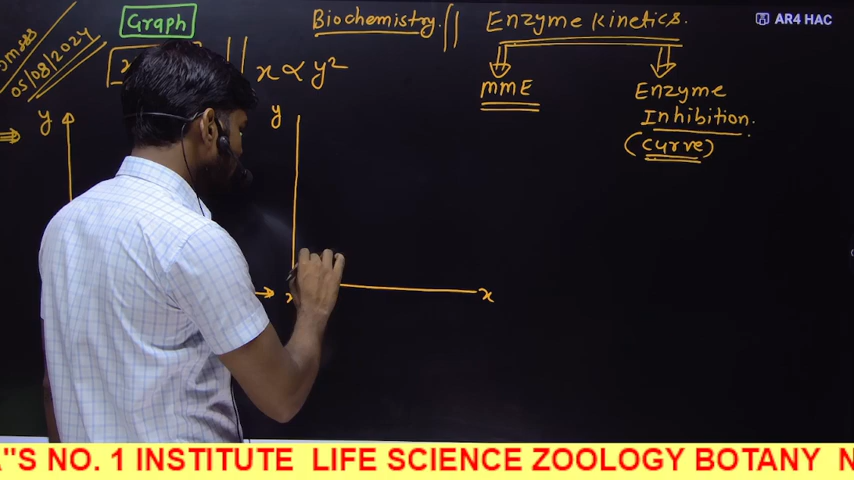 Graph
Biochemistry. || Enzyme kinetics.
AR4 HAC
05/08/2024
x ∝ y²
MME
Enzyme
Inhibition.
(curve)
y
y
x
"S NO. 1 INSTITUTE LIFE SCIENCE ZOOLOGY BOTANY N